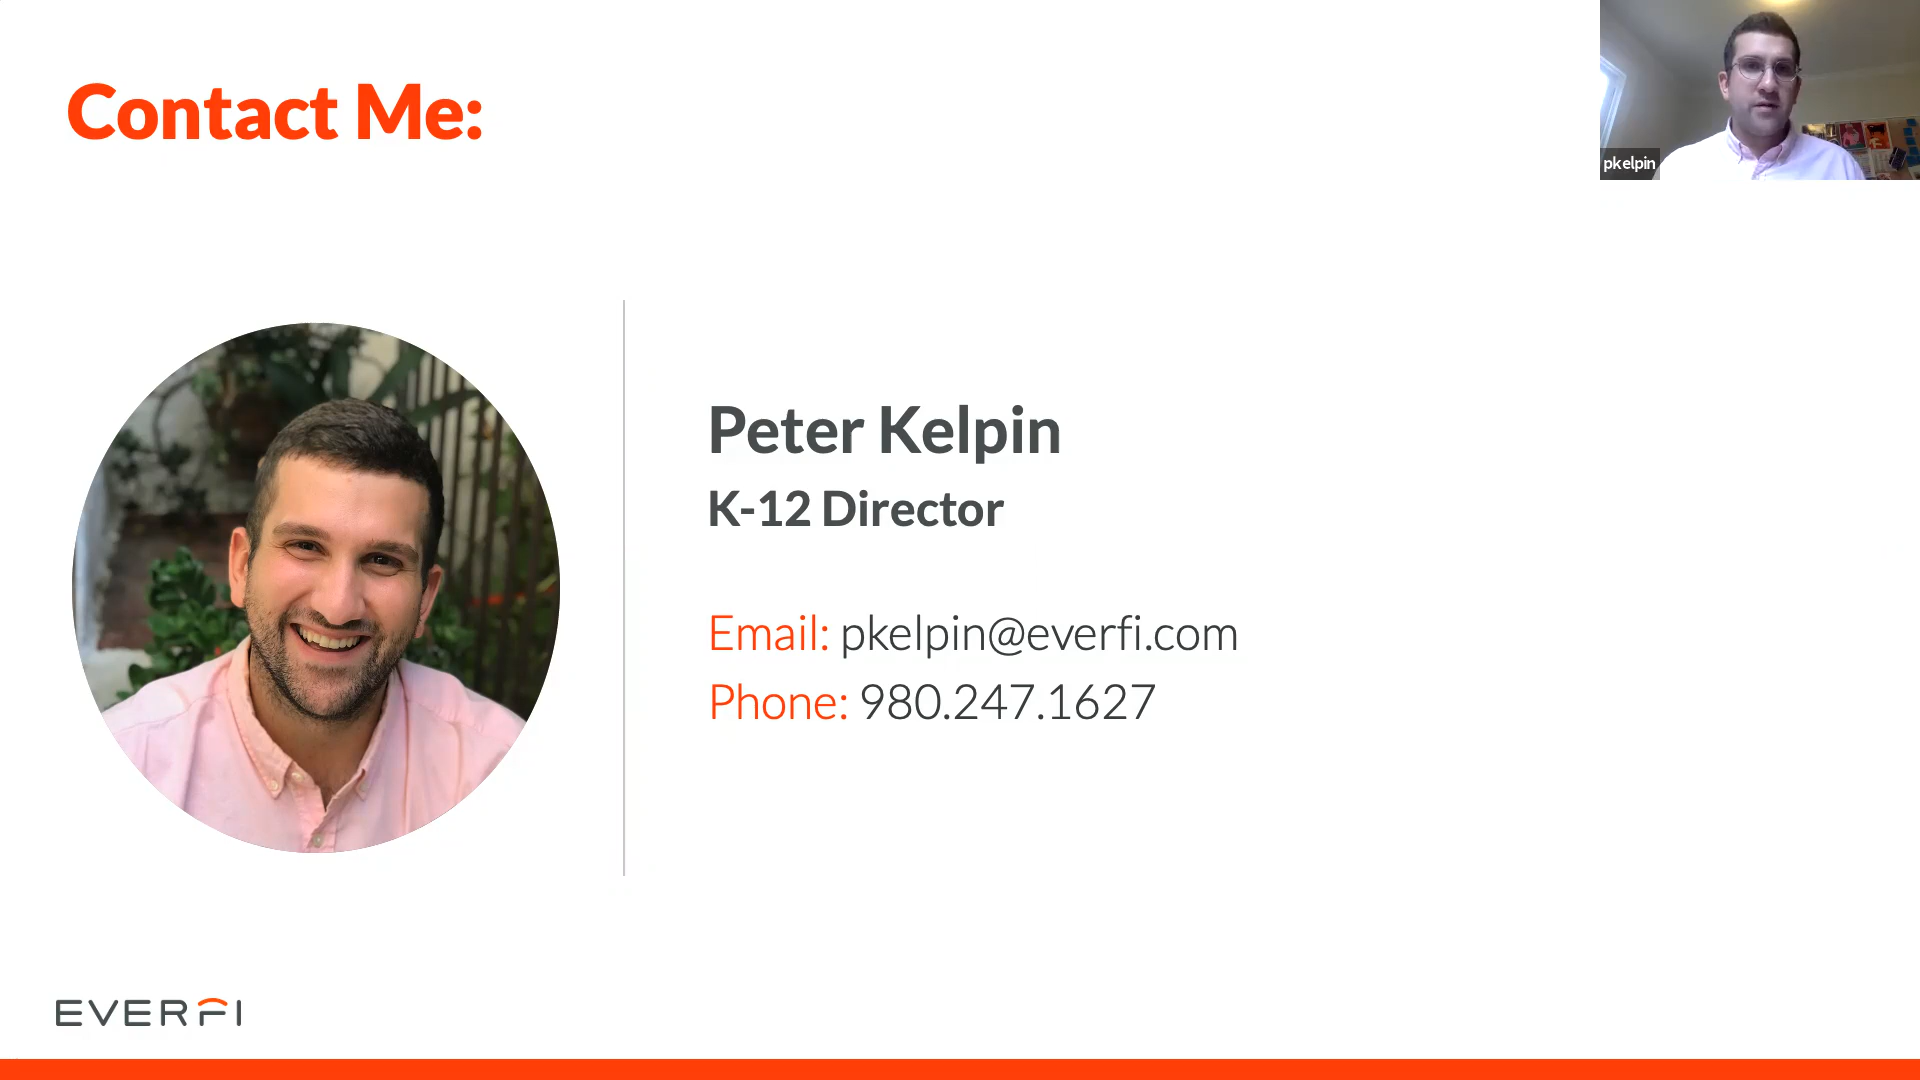 Contact Me:
pkelpin
Peter Kelpin
K-12 Director
Email: pkelpin@everfi.com
Phone: 980.247.1627
EVERFI